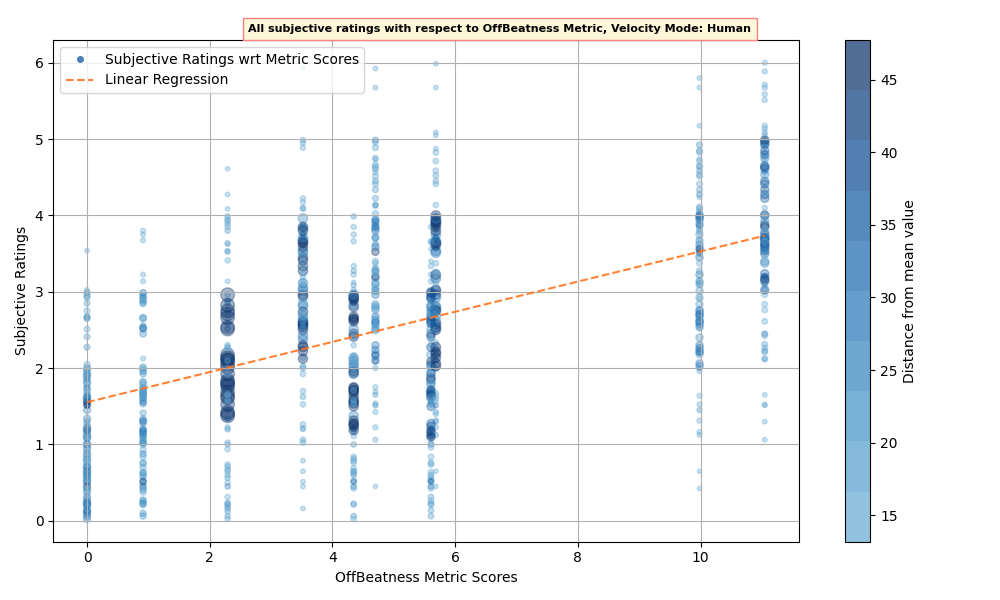 All subjective ratings with respect to OffBeatness Metric, Velocity Mode: Human
Subjective Ratings wrt Metric Scores
Linear Regression
6
5
4
3
2
1
0
Subjective Ratings
0 2 4 6 8 10
OffBeatness Metric Scores
45
40
35
30
25
20
15
Distance from mean value